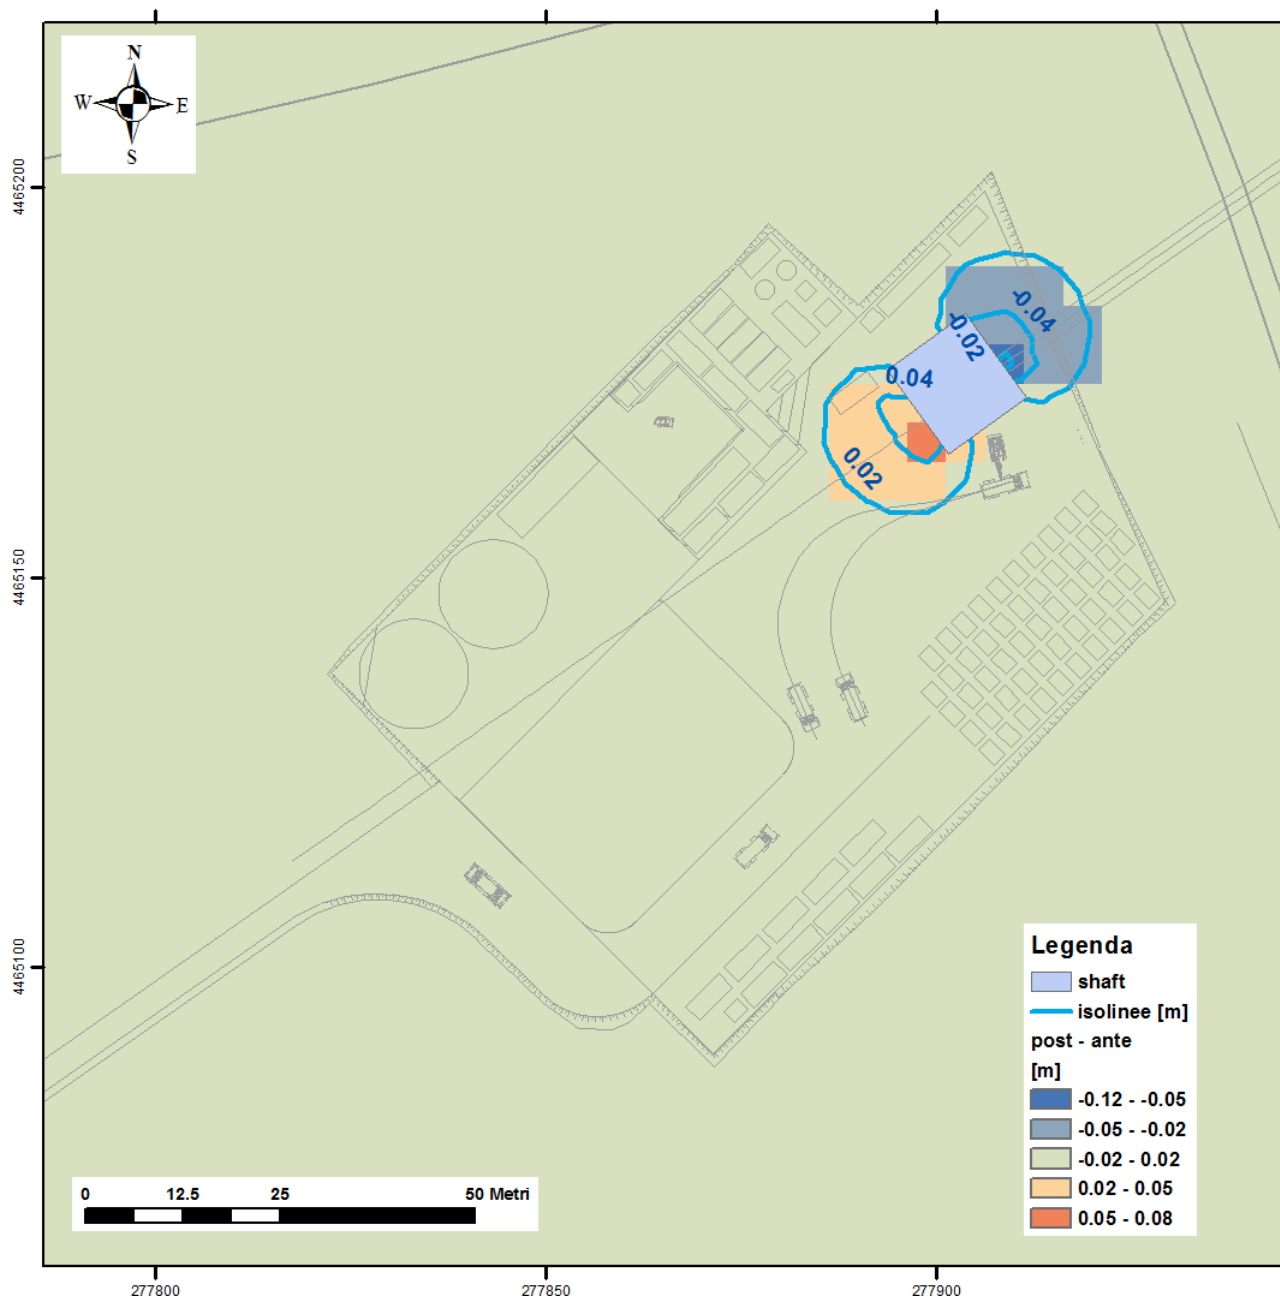 N
W E
S
4465200
4465150
4465100
-0.04
-0.02
0.04
0.02
Legenda
shaft
isolinee [m]
post - ante
[m]
-0.12 - -0.05
-0.05 - -0.02
-0.02 - 0.02
0.02 - 0.05
0.05 - 0.08
0 12.5 25 50 Metri
277800 277850 277900